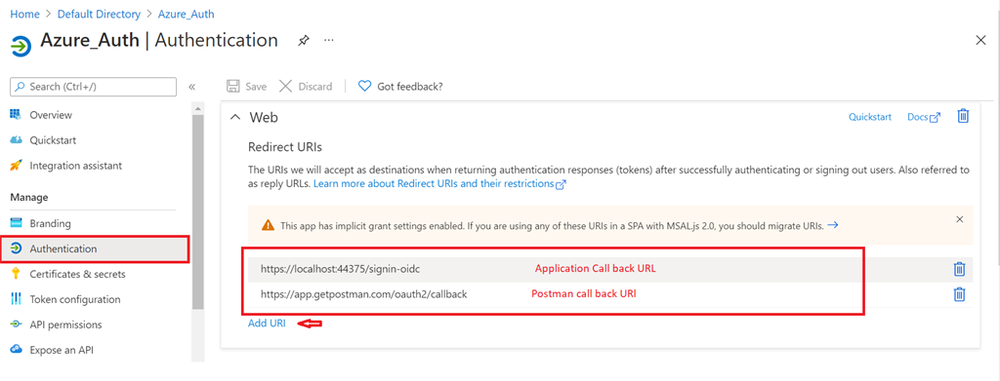 Home > Default Directory > Azure_Auth
Azure_Auth | Authentication ...
Search (Ctrl+/) «
Save Discard Got feedback?
Overview
Quickstart
Integration assistant
Manage
Branding
Authentication
Certificates & secrets
Token configuration
API permissions
Expose an API
Web Quickstart Docs
Redirect URIs
The URIs we will accept as destinations when returning authentication responses (tokens) after successfully authenticating or signing out users. Also referred to
as reply URLs. Learn more about Redirect URIs and their restrictions
This app has implicit grant settings enabled. If you are using any of these URIs in a SPA with MSAL.js 2.0, you should migrate URIs. →
https://localhost:44375/signin-oidc Application Call back URL
https://app.getpostman.com/oauth2/callback Postman call back URl
Add URI